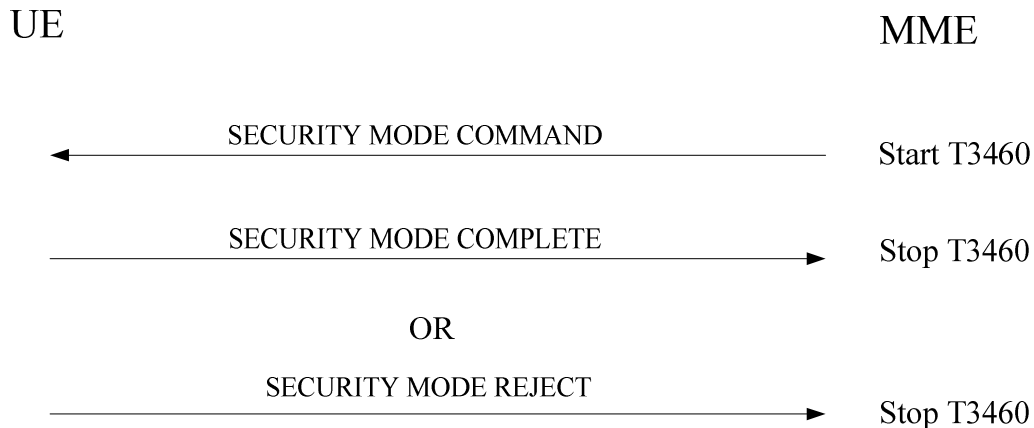 UE
MME
SECURITY MODE COMMAND
Start T3460
SECURITY MODE COMPLETE
Stop T3460
OR
SECURITY MODE REJECT
Stop T3460